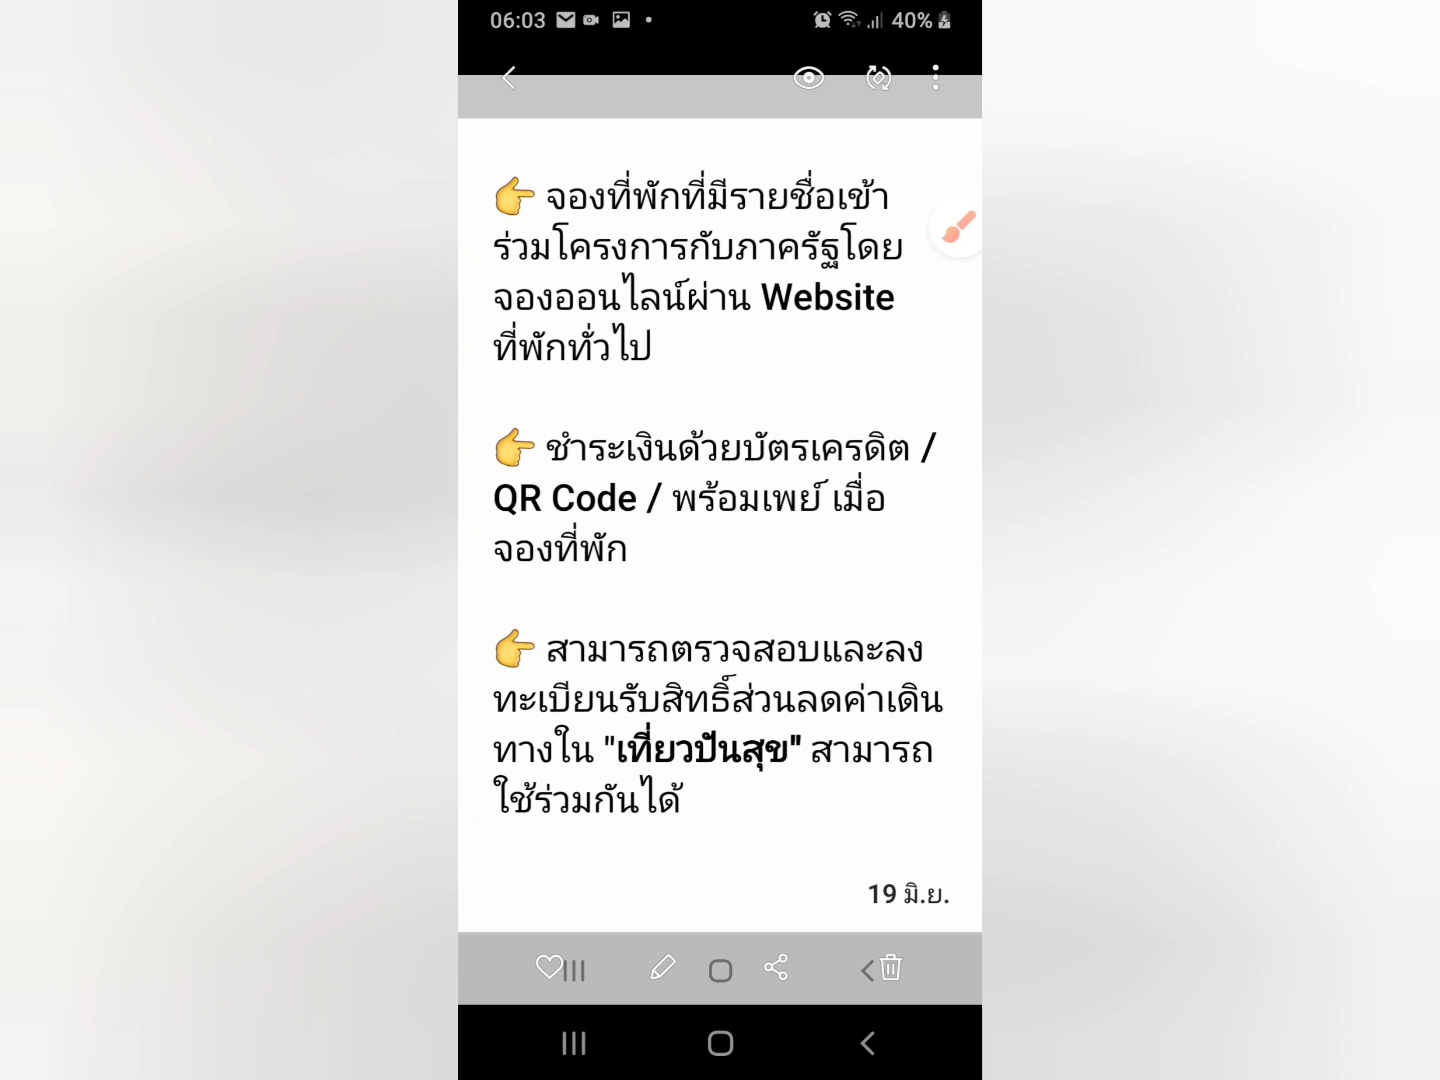 06:03
40%
👉 จองที่พักที่มีรายชื่อเข้า
ร่วมโครงการกับภาครัฐโดย
จองออนไลน์ผ่าน Website
ที่พักทั่วไป
👉 ชำระเงินด้วยบัตรเครดิต /
QR Code / พร้อมเพย์ เมื่อ
จองที่พัก
👉 สามารถตรวจสอบและลง
ทะเบียนรับสิทธิ์ส่วนลดค่าเดิน
ทางใน "เที่ยวปันสุข" สามารถ
ใช้ร่วมกันได้
19 มิ.ย.